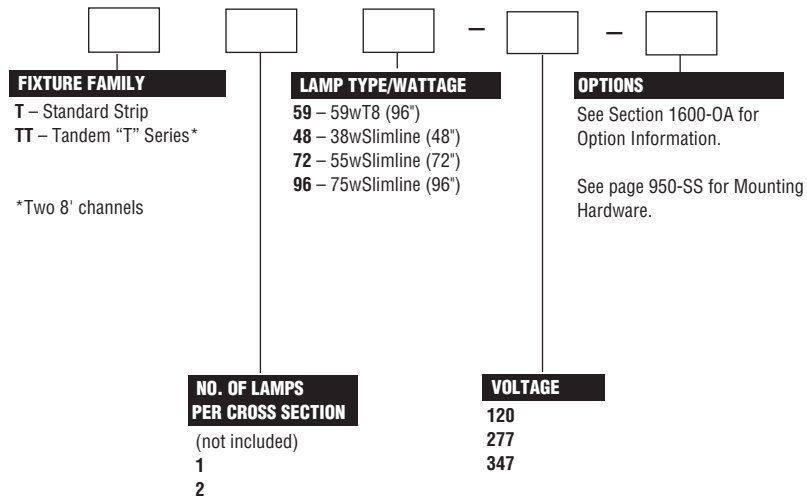 – –
FIXTURE FAMILY
T – Standard Strip
TT – Tandem “T” Series*
*Two 8' channels
LAMP TYPE/WATTAGE
59 – 59wT8 (96")
48 – 38wSlimline (48")
72 – 55wSlimline (72")
96 – 75wSlimline (96")
OPTIONS
See Section 1600-OA for
Option Information.
See page 950-SS for Mounting
Hardware.
NO. OF LAMPS
PER CROSS SECTION
(not included)
1
2
VOLTAGE
120
277
347